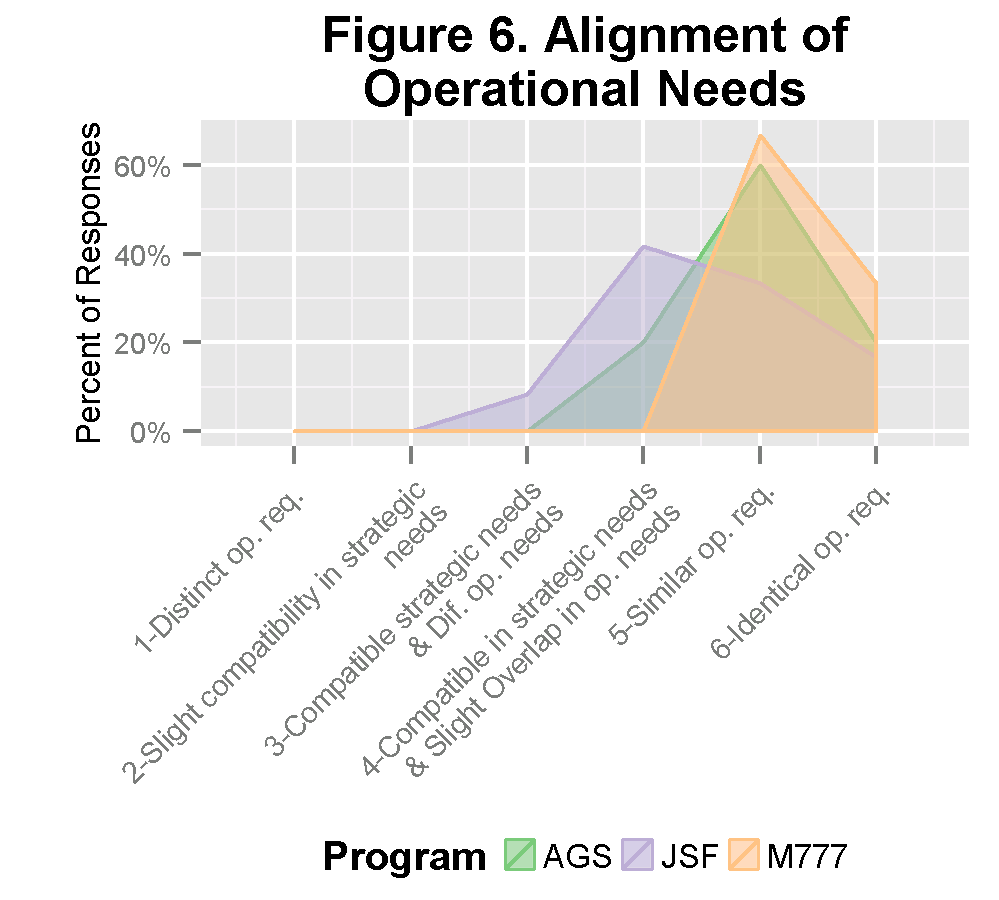 Figure 6. Alignment of
Operational Needs
Percent of Responses
60%
40%
20%
0%
1-Distinct op. req.
2-Slight compatibility in strategic
needs
3-Compatible strategic needs
& Dif. op. needs
4-Compatible in strategic needs
& Slight Overlap in op. needs
5-Similar op. req.
6-Identical op. req.
Program AGS JSF M777